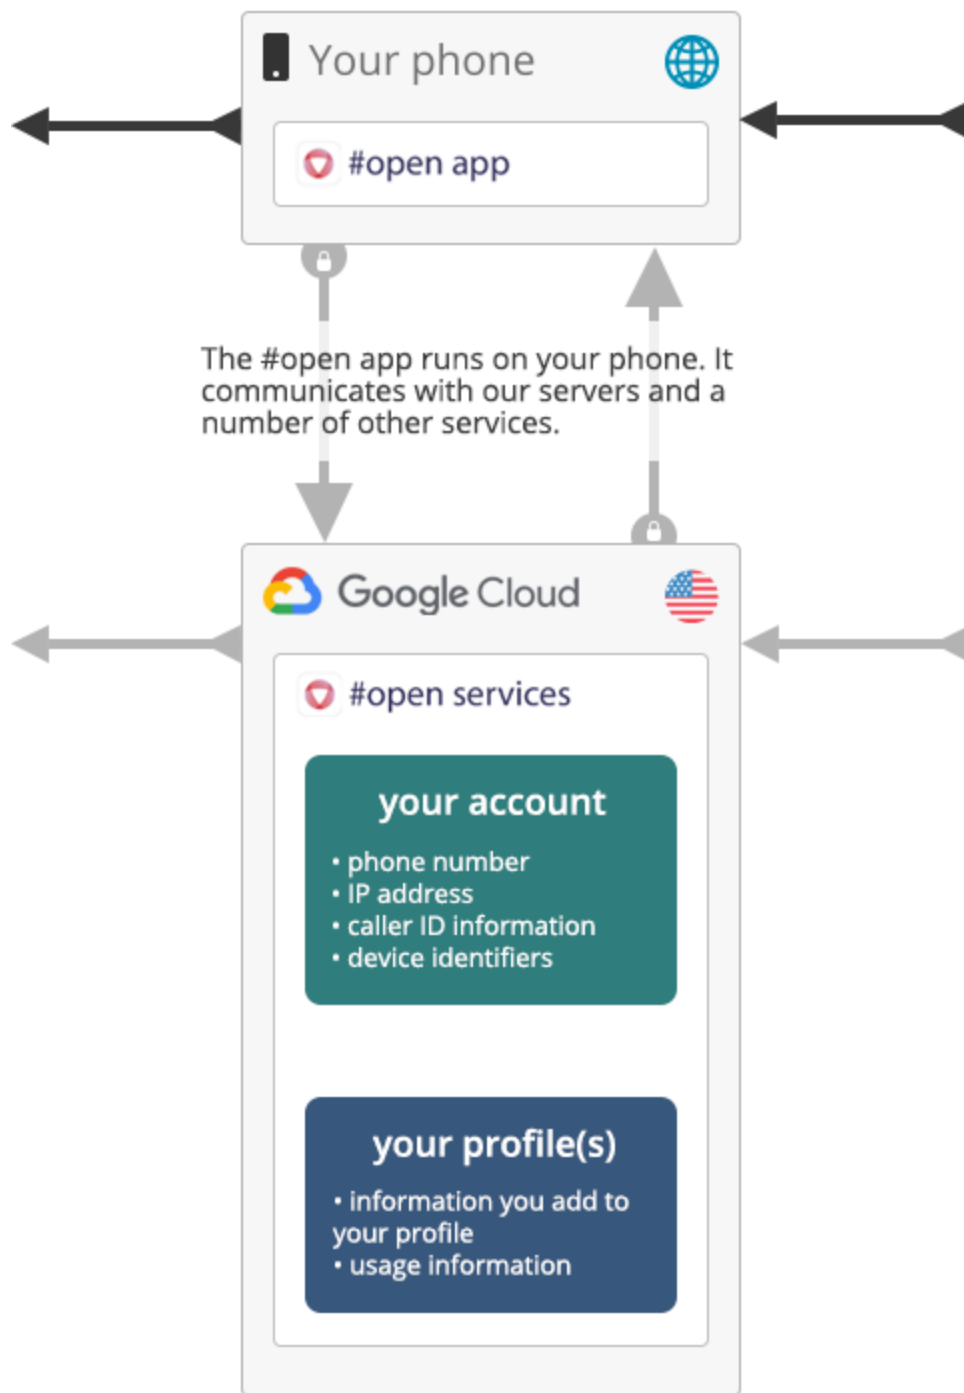 Your phone
#open app
The #open app runs on your phone. It
communicates with our servers and a
number of other services.
Google Cloud
#open services
your account
• phone number
• IP address
• caller ID information
• device identifiers
your profile(s)
• information you add to
your profile
• usage information